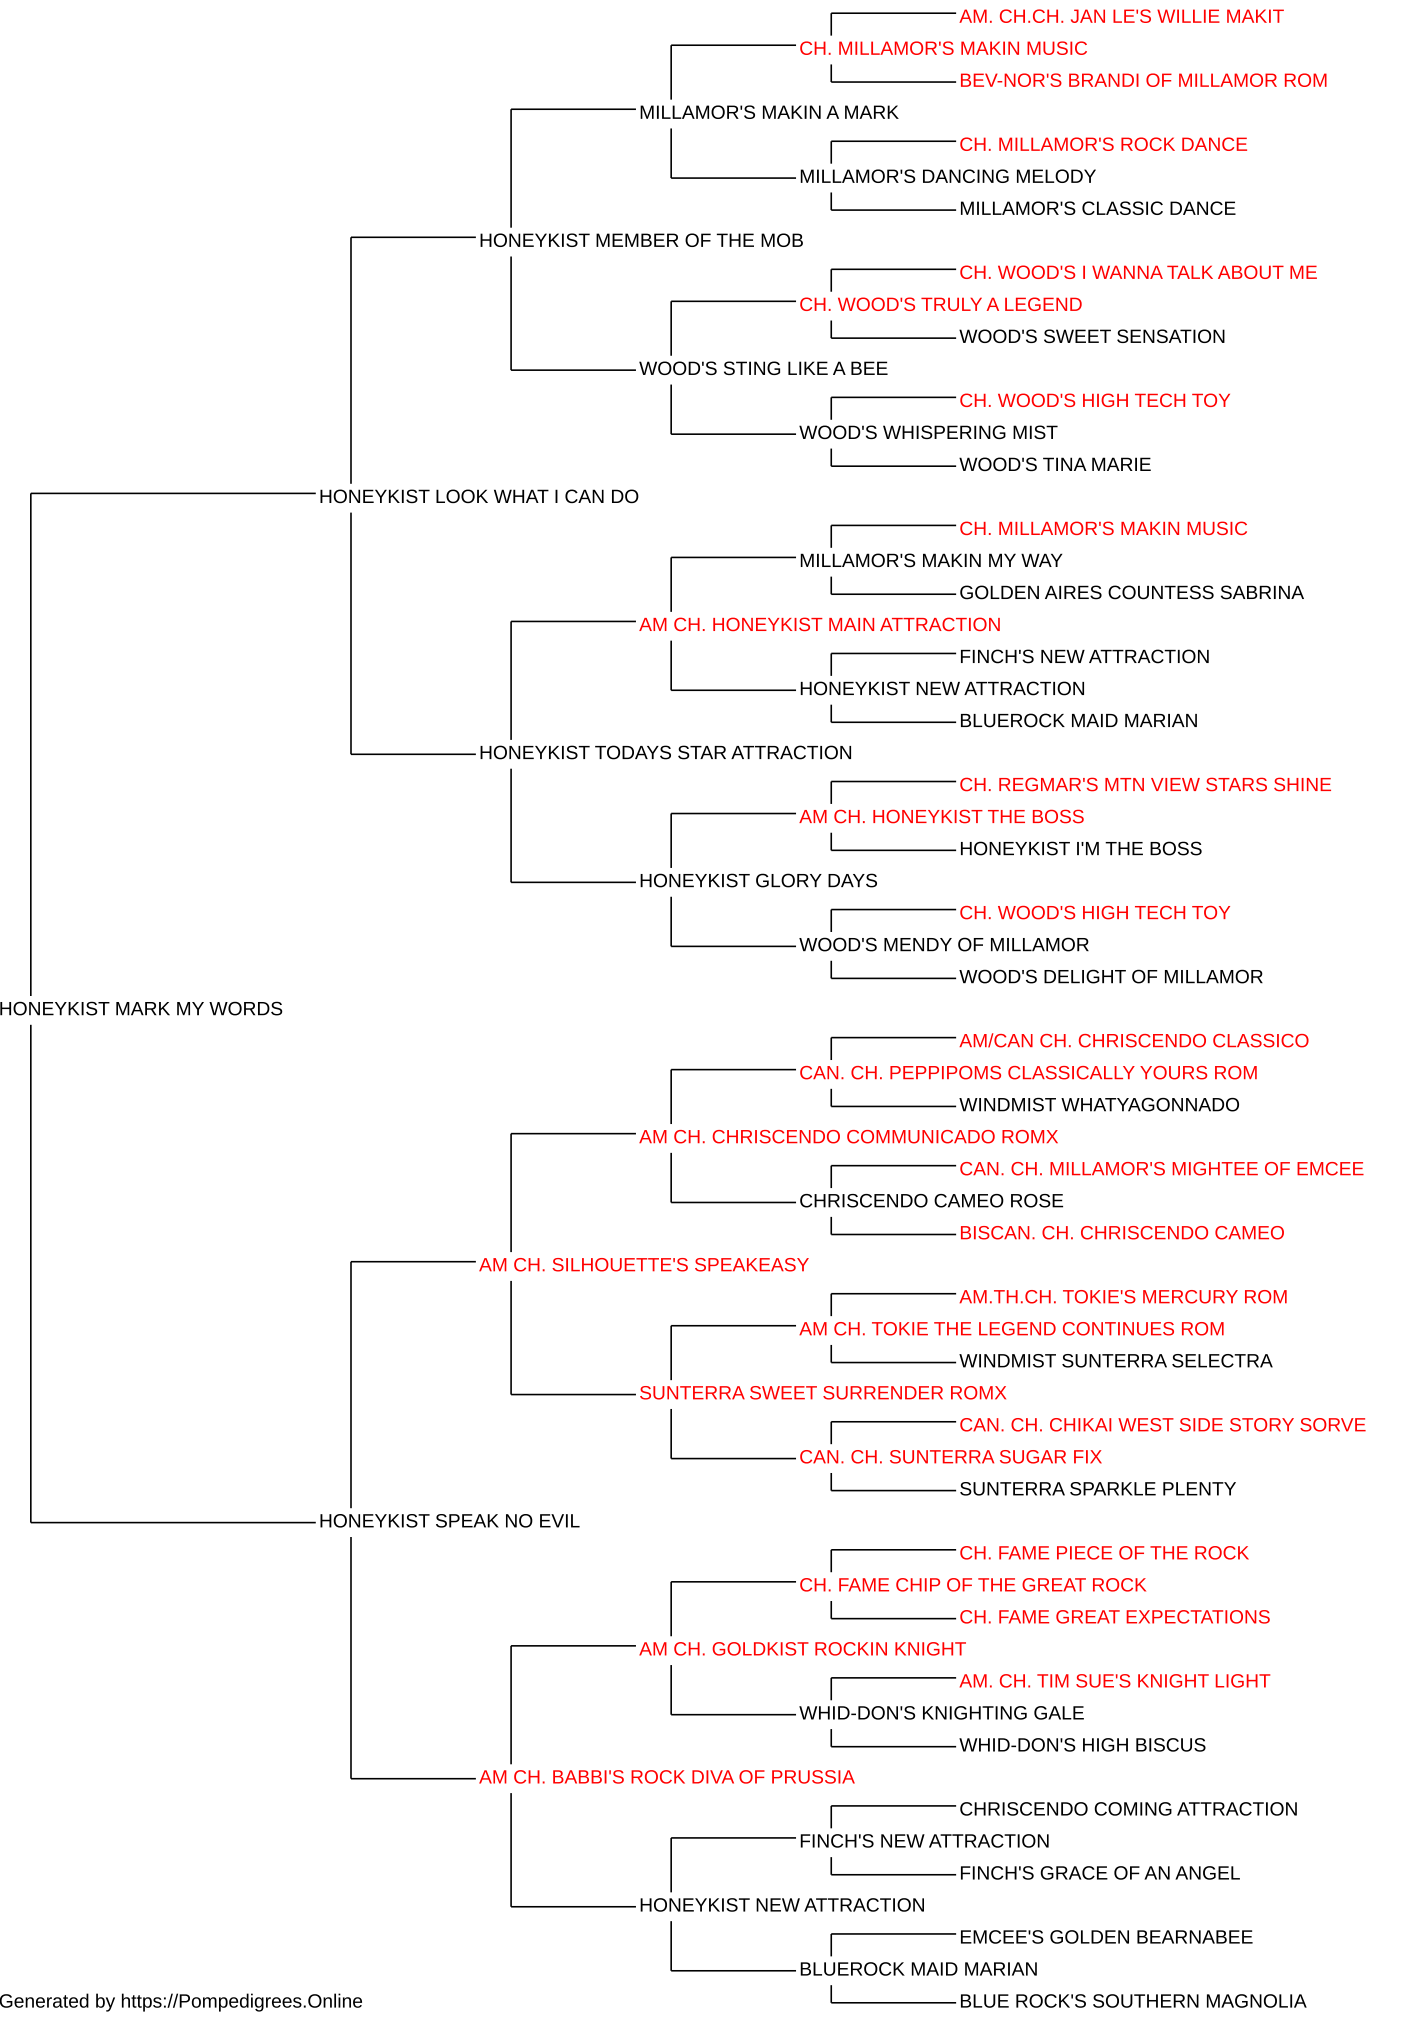 AM. CH.CH. JAN LE'S WILLIE MAKIT
CH. MILLAMOR'S MAKIN MUSIC
BEV-NOR'S BRANDI OF MILLAMOR ROM
MILLAMOR'S MAKIN A MARK
CH. MILLAMOR'S ROCK DANCE
MILLAMOR'S DANCING MELODY
MILLAMOR'S CLASSIC DANCE
HONEYKIST MEMBER OF THE MOB
CH. WOOD'S I WANNA TALK ABOUT ME
CH. WOOD'S TRULY A LEGEND
WOOD'S SWEET SENSATION
WOOD'S STING LIKE A BEE
CH. WOOD'S HIGH TECH TOY
WOOD'S WHISPERING MIST
WOOD'S TINA MARIE
HONEYKIST LOOK WHAT I CAN DO
CH. MILLAMOR'S MAKIN MUSIC
MILLAMOR'S MAKIN MY WAY
GOLDEN AIRES COUNTESS SABRINA
AM CH. HONEYKIST MAIN ATTRACTION
FINCH'S NEW ATTRACTION
HONEYKIST NEW ATTRACTION
BLUEROCK MAID MARIAN
HONEYKIST TODAYS STAR ATTRACTION
CH. REGMAR'S MTN VIEW STARS SHINE
AM CH. HONEYKIST THE BOSS
HONEYKIST I'M THE BOSS
HONEYKIST GLORY DAYS
CH. WOOD'S HIGH TECH TOY
WOOD'S MENDY OF MILLAMOR
WOOD'S DELIGHT OF MILLAMOR
HONEYKIST MARK MY WORDS
AM/CAN CH. CHRISCENDO CLASSICO
CAN. CH. PEPPIPOMS CLASSICALLY YOURS ROM
WINDMIST WHATYAGONNADO
AM CH. CHRISCENDO COMMUNICADO ROMX
CAN. CH. MILLAMOR'S MIGHTEE OF EMCEE
CHRISCENDO CAMEO ROSE
BISCAN. CH. CHRISCENDO CAMEO
AM CH. SILHOUETTE'S SPEAKEASY
AM.TH.CH. TOKIE'S MERCURY ROM
AM CH. TOKIE THE LEGEND CONTINUES ROM
WINDMIST SUNTERRA SELECTRA
SUNTERRA SWEET SURRENDER ROMX
CAN. CH. CHIKAI WEST SIDE STORY SORVE
CAN. CH. SUNTERRA SUGAR FIX
SUNTERRA SPARKLE PLENTY
HONEYKIST SPEAK NO EVIL
CH. FAME PIECE OF THE ROCK
CH. FAME CHIP OF THE GREAT ROCK
CH. FAME GREAT EXPECTATIONS
AM CH. GOLDKIST ROCKIN KNIGHT
AM. CH. TIM SUE'S KNIGHT LIGHT
WHID-DON'S KNIGHTING GALE
WHID-DON'S HIGH BISCUS
AM CH. BABBI'S ROCK DIVA OF PRUSSIA
CHRISCENDO COMING ATTRACTION
FINCH'S NEW ATTRACTION
FINCH'S GRACE OF AN ANGEL
HONEYKIST NEW ATTRACTION
EMCEE'S GOLDEN BEARNABEE
BLUEROCK MAID MARIAN
BLUE ROCK'S SOUTHERN MAGNOLIA
Generated by https://Pompedigrees.Online